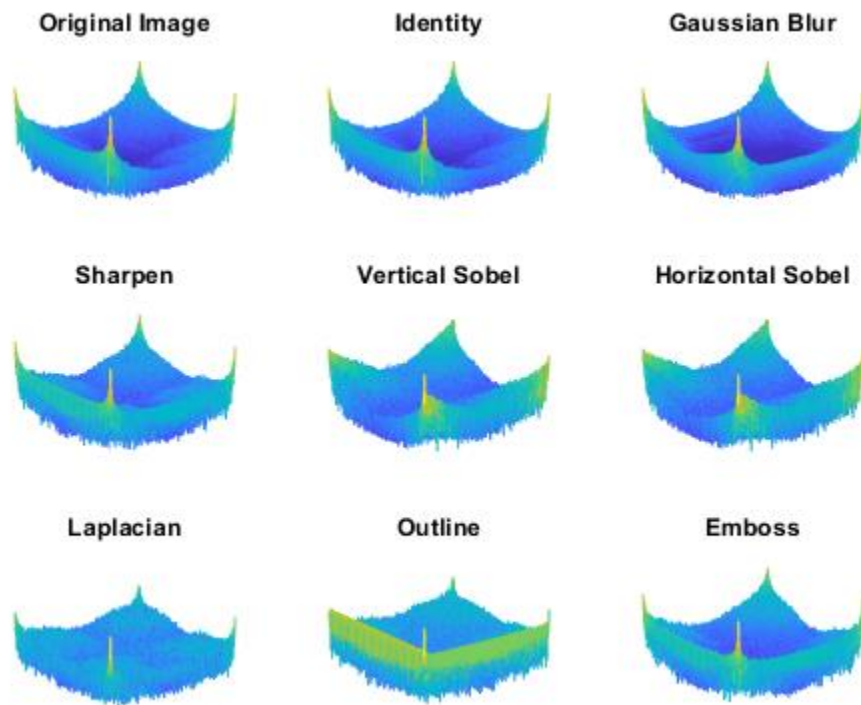 Original Image
Identity
Gaussian Blur
Sharpen
Vertical Sobel
Horizontal Sobel
Laplacian
Outline
Emboss